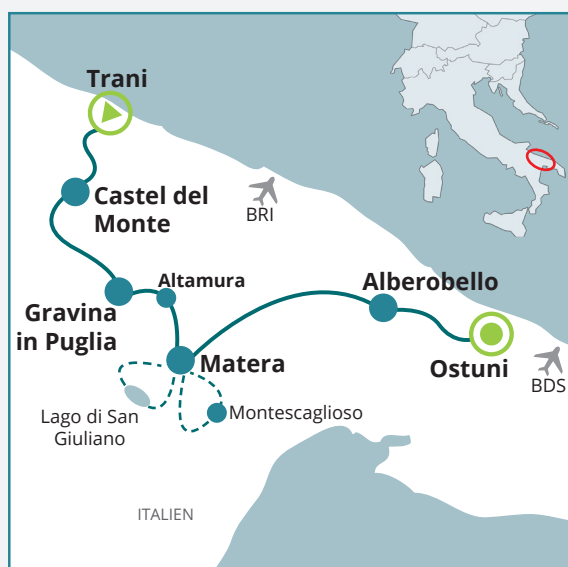 Trani
Castel del
Monte
BRI
Altamura
Alberobello
Gravina
in Puglia
Matera
Ostuni
BDS
Lago di San
Giuliano
Montescaglioso
ITALIEN